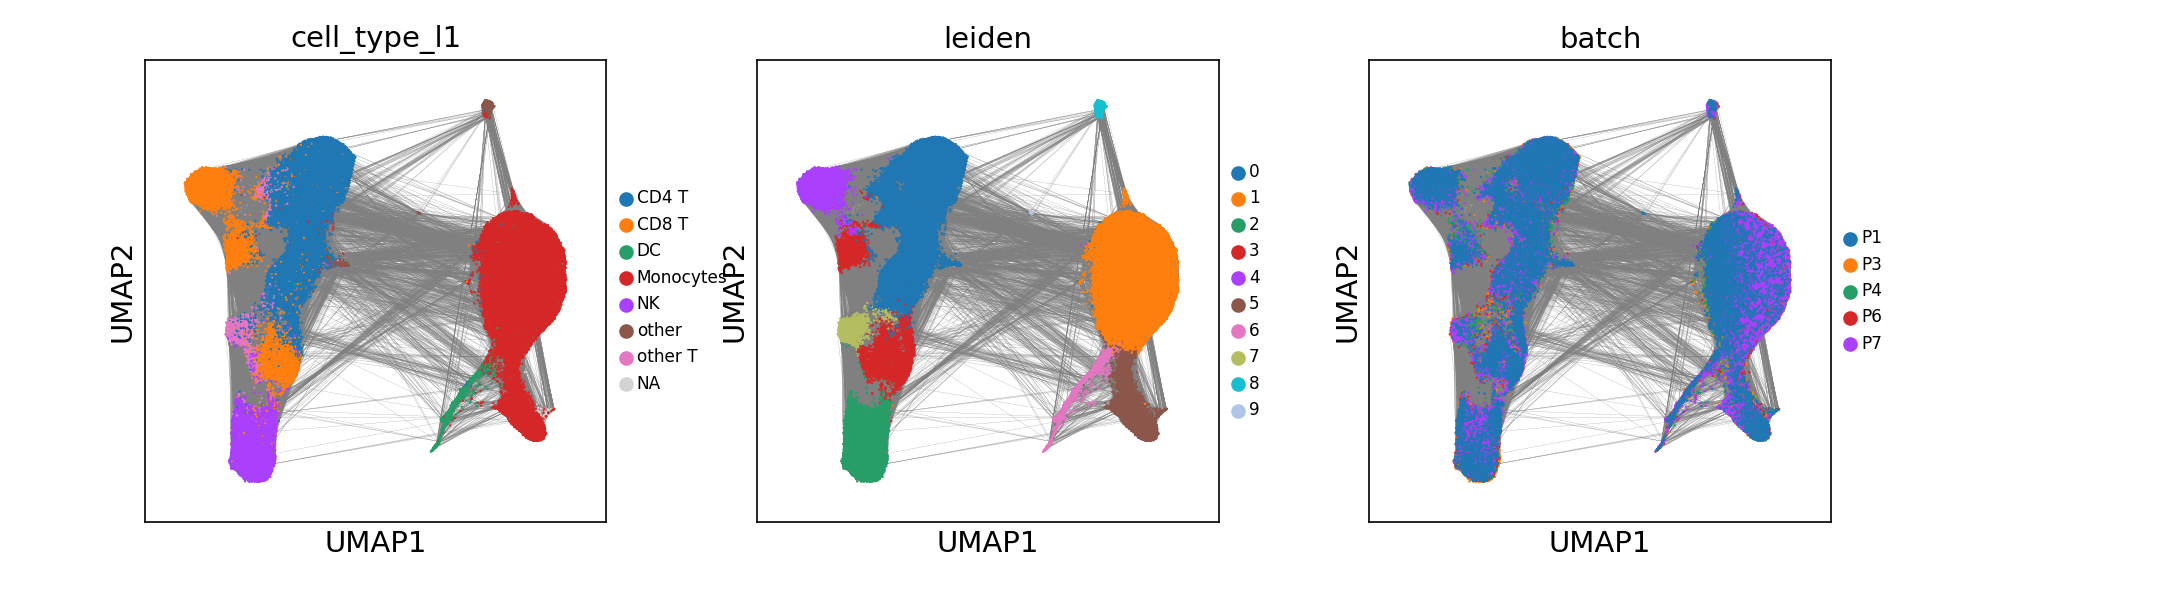 cell_type_l1
UMAP2
UMAP1
CD4 T
CD8 T
DC
Monocytes
NK
other
other T
NA
leiden
UMAP2
UMAP1
0
1
2
3
4
5
6
7
8
9
batch
UMAP2
UMAP1
P1
P3
P4
P6
P7